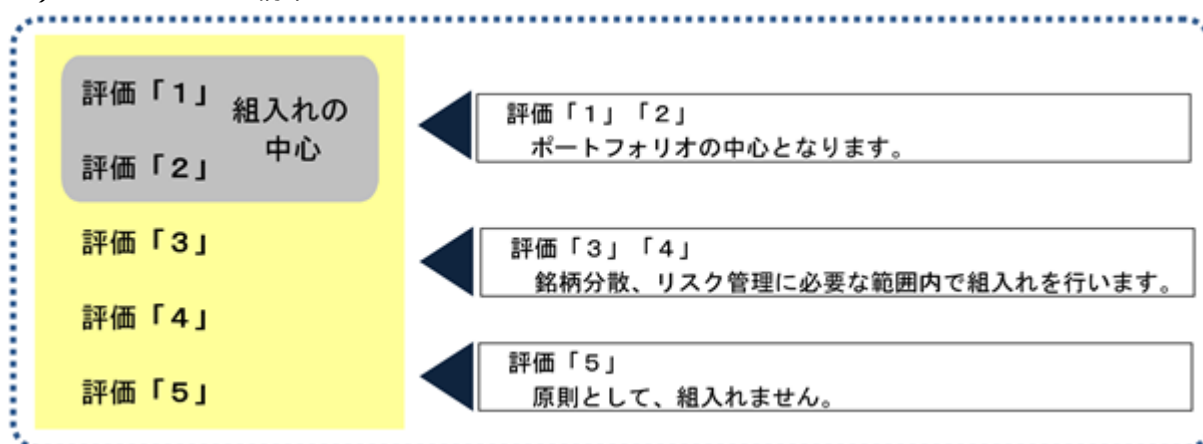 評価「１」
組入れの
中心
評価「２」
評価「３」
評価「４」
評価「５」
評価「１」「２」
ポートフォリオの中心となります。
評価「３」「４」
銘柄分散、リスク管理に必要な範囲内で組入れを行います。
評価「５」
原則として、組入れません。